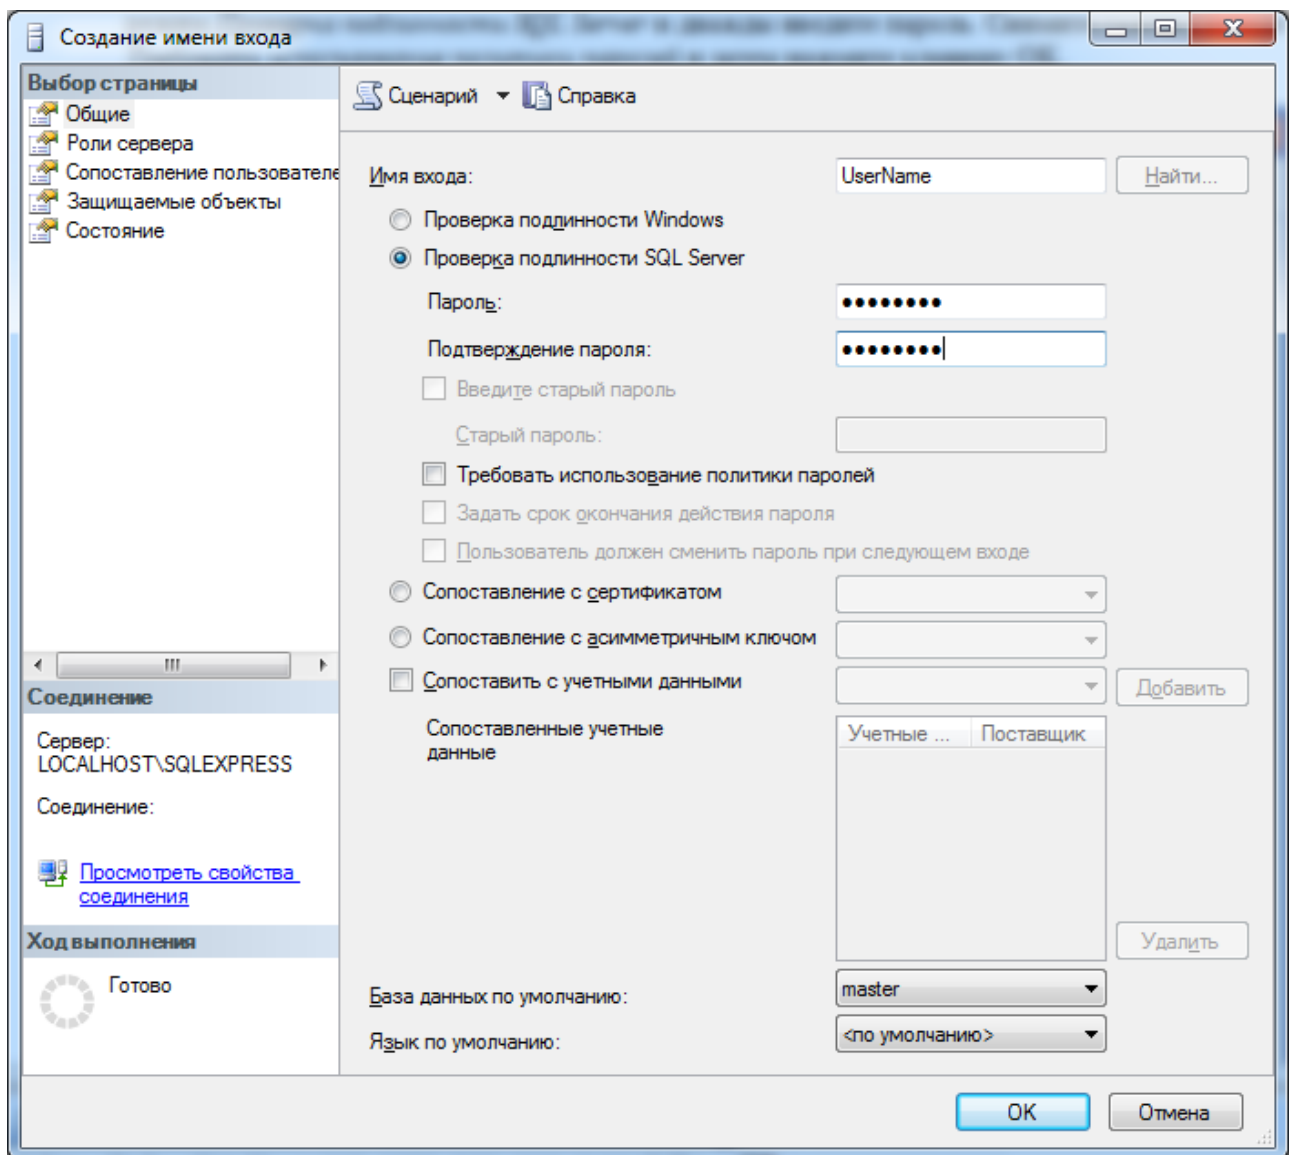 Создание имени входа
Выбор страницы
Общие
Роли сервера
Сопоставление пользователе
Защищаемые объекты
Состояние
Сценарий
Справка
Имя входа:
UserName
Найти...
Проверка подлинности Windows
Проверка подлинности SQL Server
Пароль:
●●●●●●●●
Подтверждение пароля:
●●●●●●●●
Введите старый пароль
Старый пароль:
Требовать использование политики паролей
Задать срок окончания действия пароля
Пользователь должен сменить пароль при следующем входе
Сопоставление с сертификатом
Сопоставление с асимметричным ключом
Сопоставить с учетными данными
Добавить
Сопоставленные учетные
данные
Учетные ...
Поставщик
Удалить
База данных по умолчанию:
master
Язык по умолчанию:
<по умолчанию>
Соединение
Сервер:
LOCALHOST\SQLEXPRESS
Соединение:
Просмотреть свойства
соединения
Ход выполнения
Готово
OK
Отмена